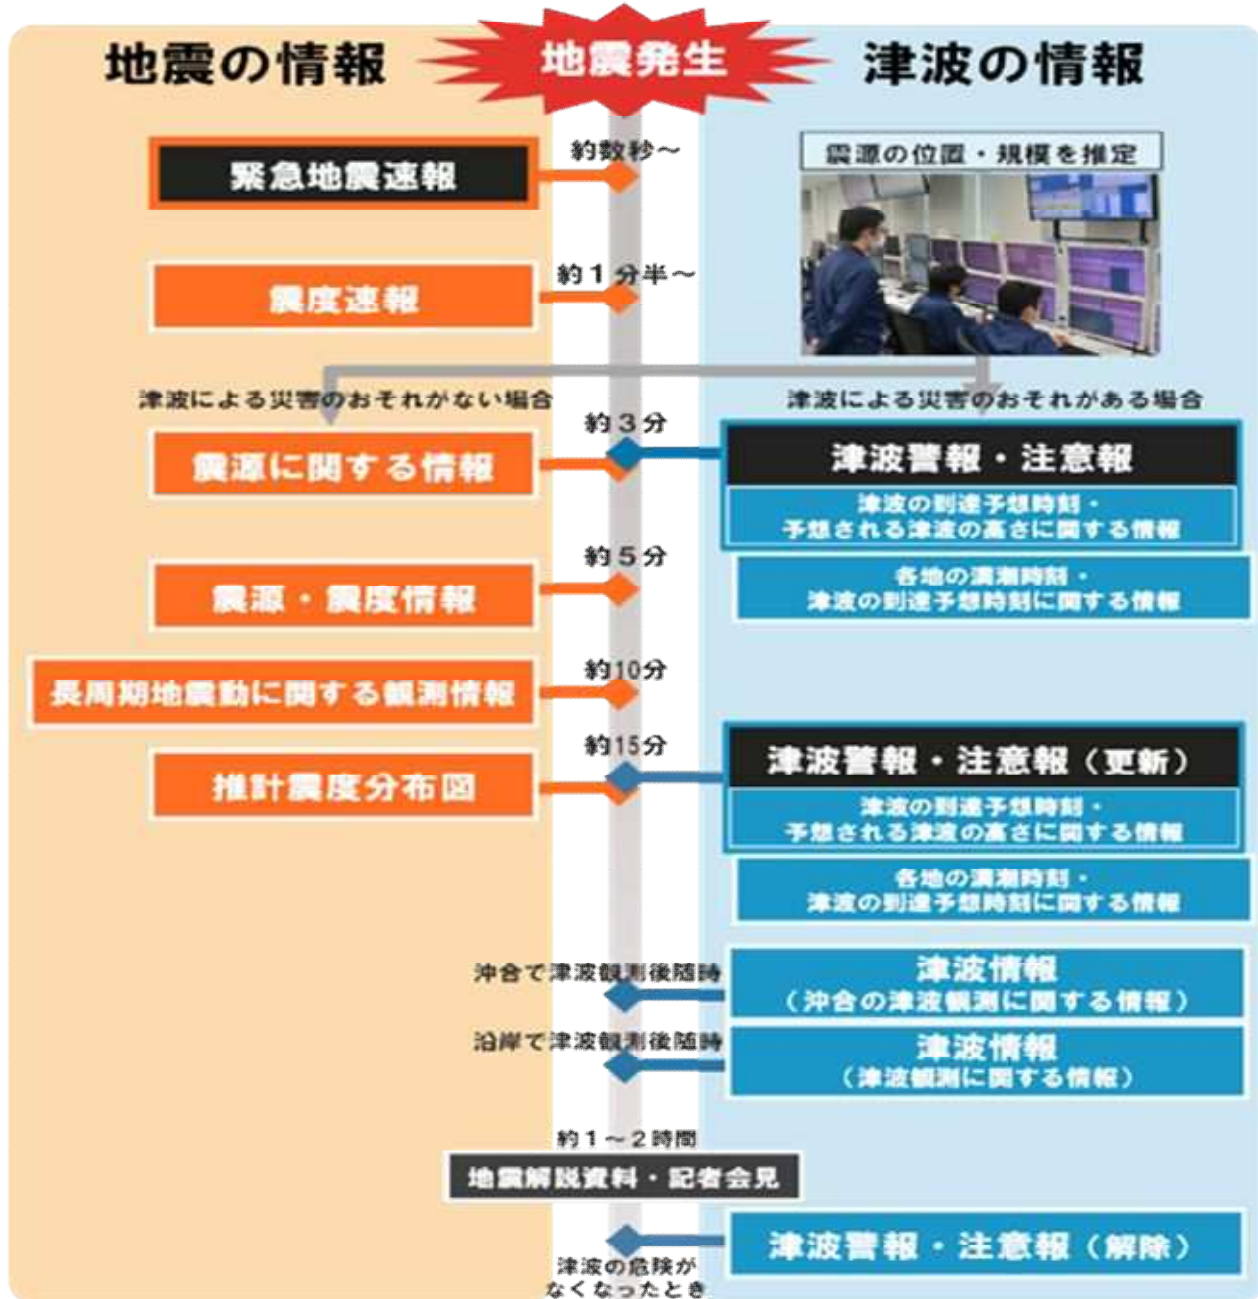 地震の情報
地震発生
津波の情報
緊急地震速報
約数秒～
震源の位置・規模を推定
震度速報
約１分半～
津波による災害のおそれがない場合
津波による災害のおそれがある場合
約３分
震源に関する情報
津波警報・注意報
津波の到達予想時刻・
予想される津波の高さに関する情報
約５分
震源・震度情報
各地の満潮時刻・
津波の到達予想時刻に関する情報
約10分
長周期地震動に関する観測情報
約15分
推計震度分布図
津波警報・注意報（更新）
津波の到達予想時刻・
予想される津波の高さに関する情報
各地の満潮時刻・
津波の到達予想時刻に関する情報
沖合で津波観測後随時
津波情報
（沖合の津波観測に関する情報）
沿岸で津波観測後随時
津波情報
（津波観測に関する情報）
約１～２時間
地震解説資料・記者会見
津波警報・注意報（解除）
津波の危険が
なくなったとき